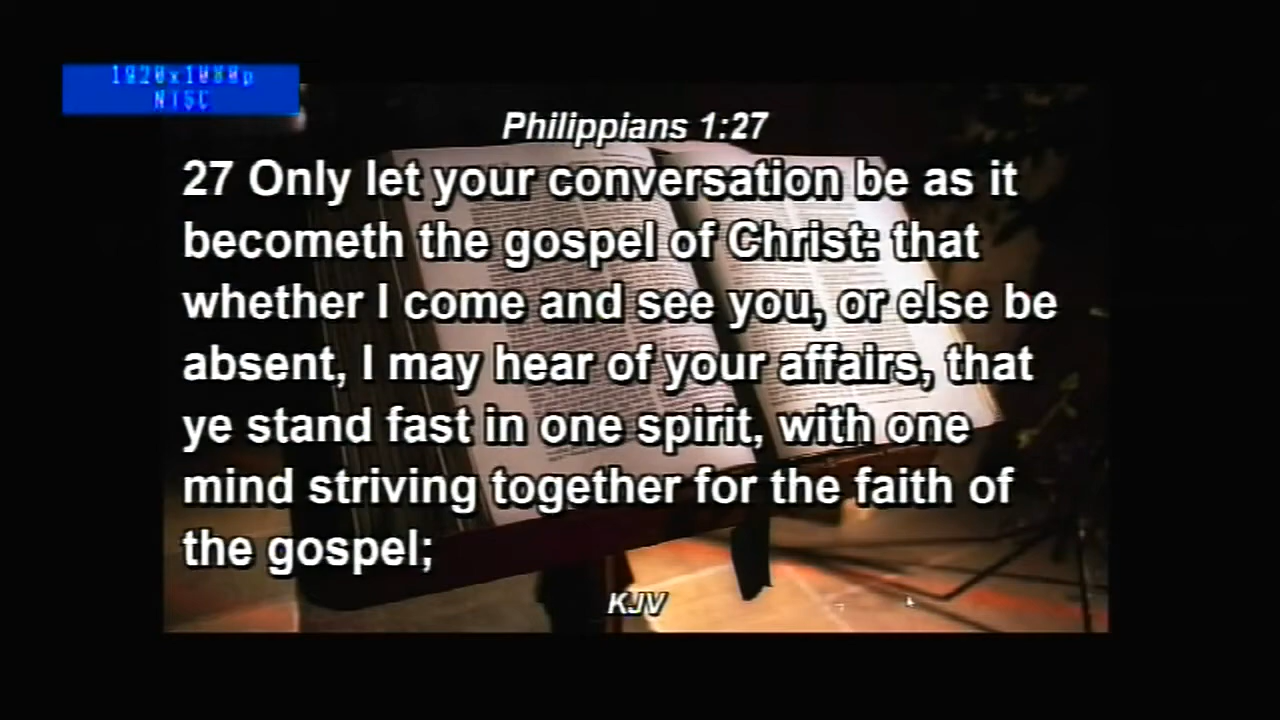 1920x1080p
NTSC
Philippians 1:27
27 Only let your conversation be as it
becometh the gospel of Christ: that
whether I come and see you, or else be
absent, I may hear of your affairs, that
ye stand fast in one spirit, with one
mind striving together for the faith of
the gospel;
KJV